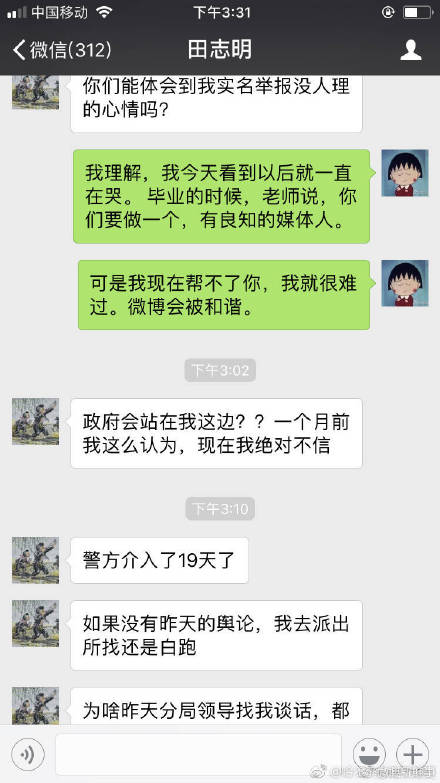 中国移动
下午3:31
微信(312)
田志明
你们能体会到我实名举报没人理
的心情吗?
我理解，我今天看到以后就一直
在哭。 毕业的时候，老师说，你
们要做一个，有良知的媒体人。
可是我现在帮不了你，我就很难
过。微博会被和谐。
下午3:02
政府会站在我这边？？一个月前
我这么认为，现在我绝对不信
下午3:10
警方介入了19天了
如果没有昨天的舆论，我去派出
所找还是白跑
为啥昨天分局领导找我谈话，都